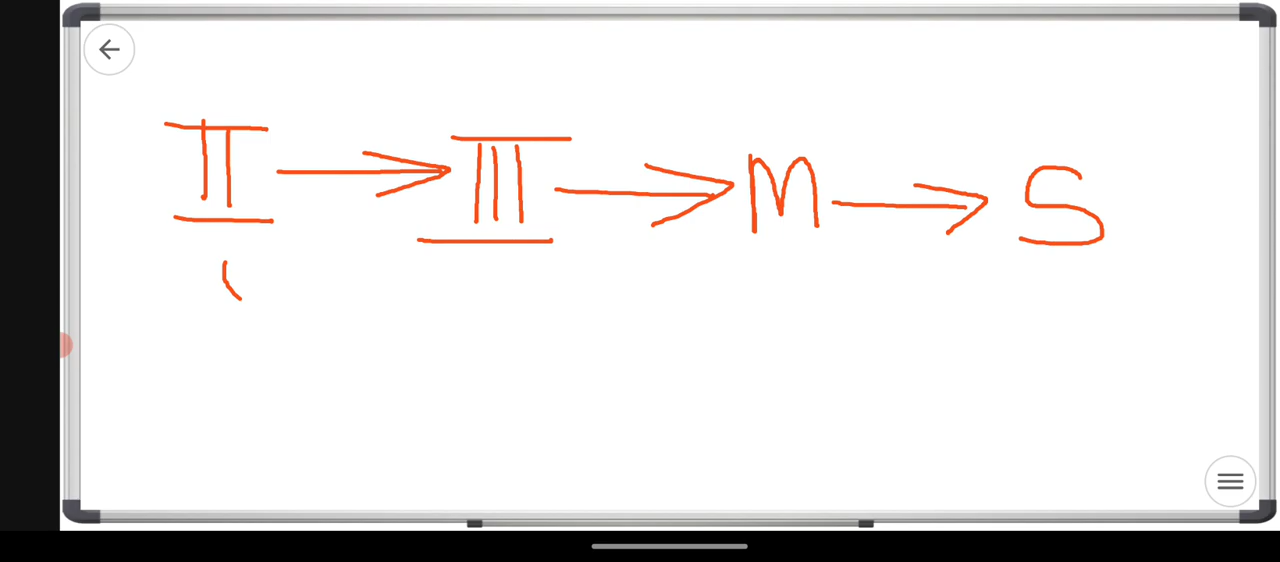 II → III → M → S
(